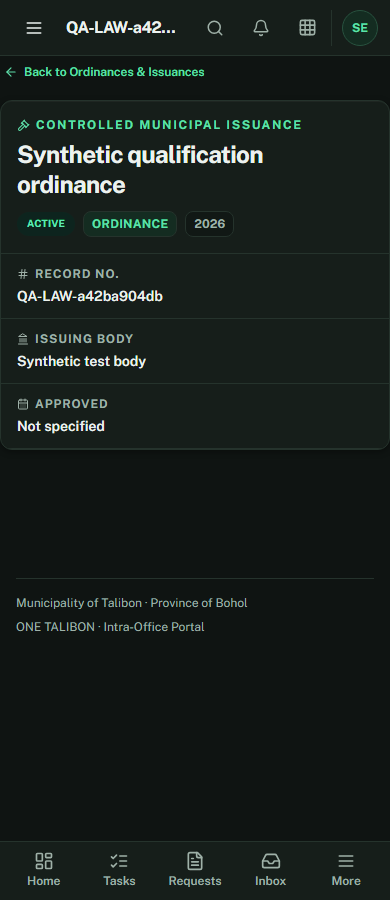 QA-LAW-a42...
SE
Back to Ordinances & Issuances
CONTROLLED MUNICIPAL ISSUANCE
Synthetic qualification
ordinance
ACTIVE ORDINANCE 2026
RECORD NO.
QA-LAW-a42ba904db
ISSUING BODY
Synthetic test body
APPROVED
Not specified
Municipality of Talibon · Province of Bohol
ONE TALIBON · Intra-Office Portal
Home Tasks Requests Inbox More